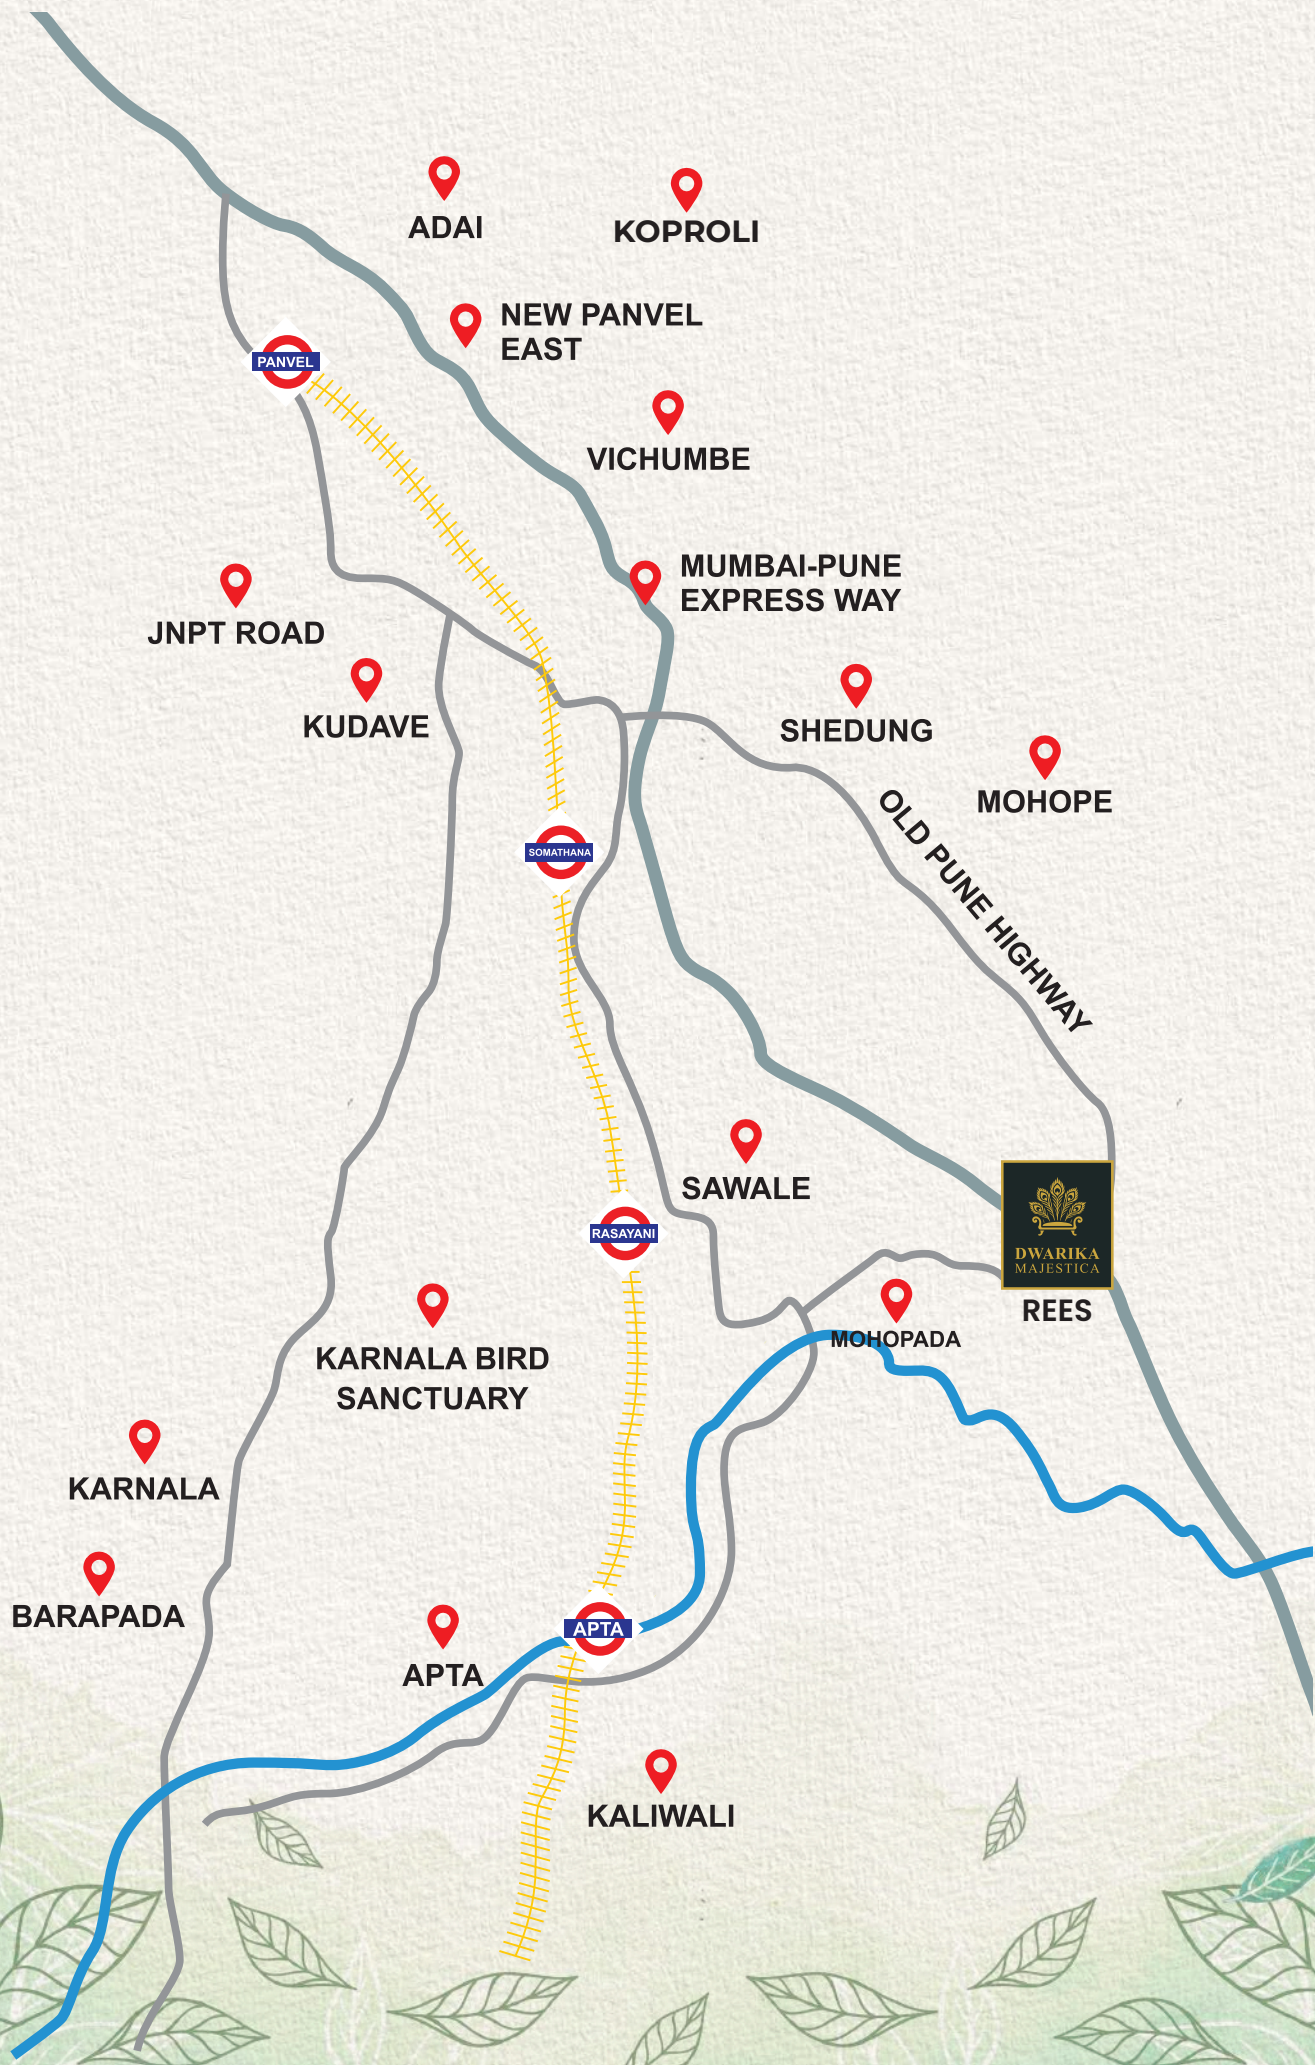 ADAI
KOPROLI
NEW PANVEL
EAST
PANVEL
VICHUMBE
MUMBAI-PUNE
EXPRESS WAY
JNPT ROAD
KUDAVE
SHEDUNG
MOHOPE
OLD PUNE HIGHWAY
SOMATHANA
SAWALE
RASAYANI
DWARIKA
MAJESTICA
REES
MOHOPADA
KARNALA BIRD
SANCTUARY
KARNALA
BARAPADA
APTA
APTA
KALIWALI